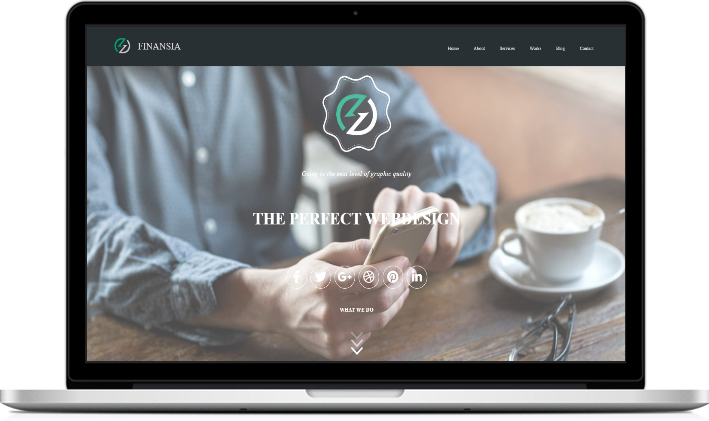 FINANSIA
Home About Services Works Blog Contact
Going to the next level of graphic quality
THE PERFECT WEBDESIGN
G+ in
WHAT WE DO